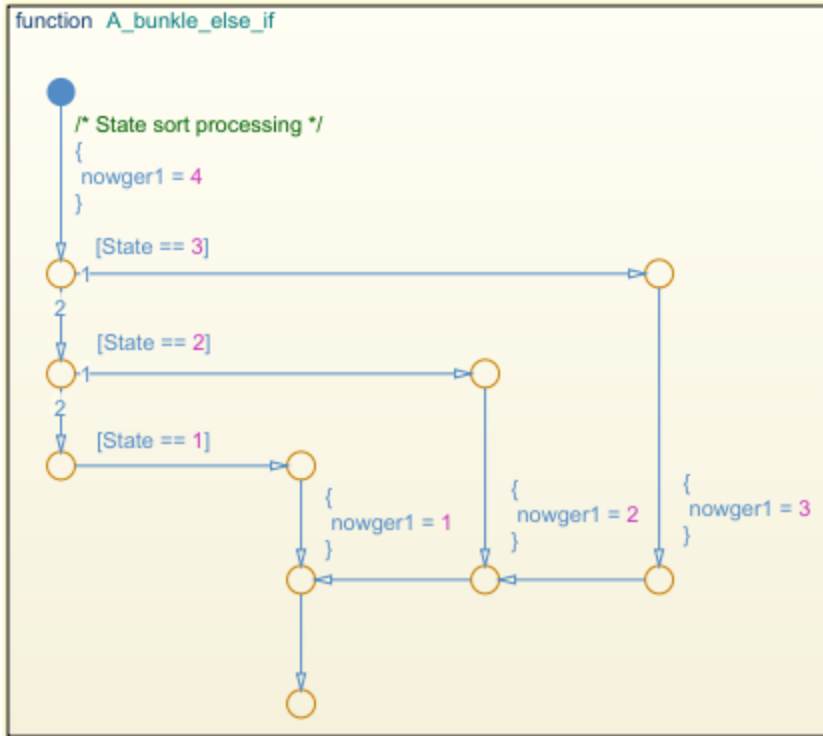 function A_bunkle_else_if
/* State sort processing */
{
nowger1 = 4
}
[State == 3]
1
2
[State == 2]
1
2
[State == 1]
{
nowger1 = 1
}
{
nowger1 = 2
}
{
nowger1 = 3
}